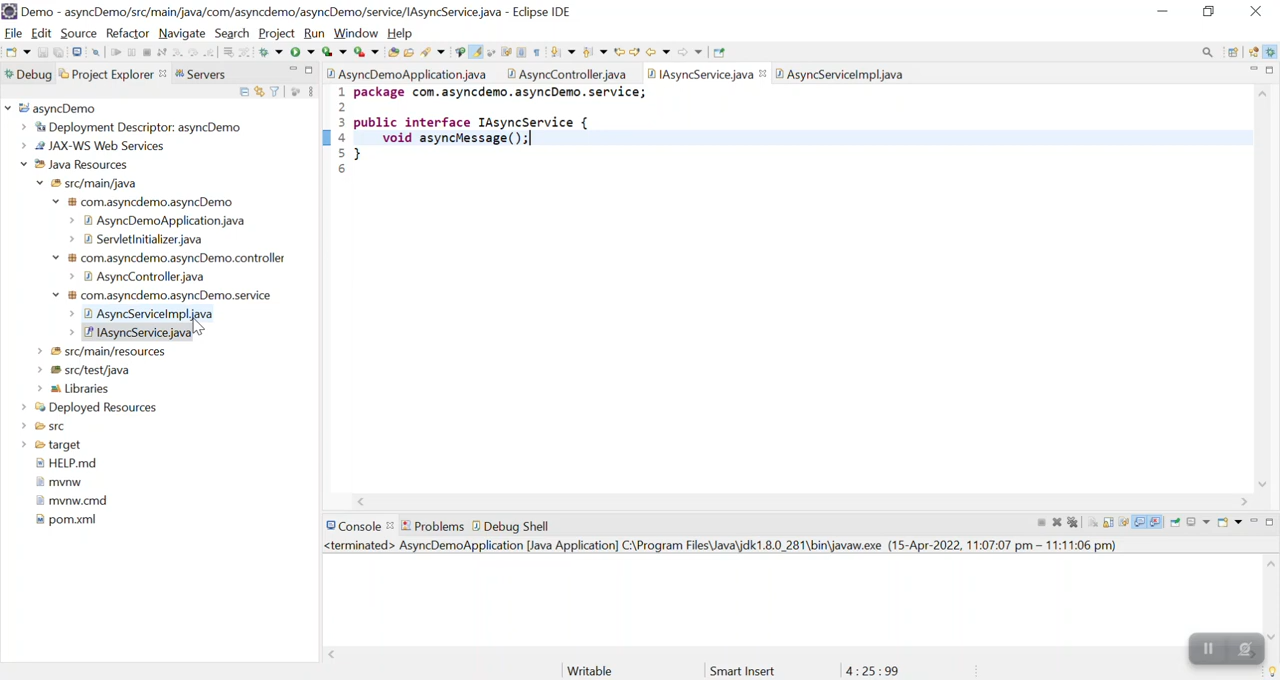 Demo - asyncDemo/src/main/java/com/asyncdemo/asyncDemo/service/IAsyncService.java - Eclipse IDE
File Edit Source Refactor Navigate Search Project Run Window Help
Debug Project Explorer Servers
AsyncDemoApplication.java AsyncController.java IAsyncService.java AsyncServiceImpl.java
asyncDemo
Deployment Descriptor: asyncDemo
JAX-WS Web Services
Java Resources
src/main/java
com.asyncdemo.asyncDemo
AsyncDemoApplication.java
ServletInitializer.java
com.asyncdemo.asyncDemo.controller
AsyncController.java
com.asyncdemo.asyncDemo.service
AsyncServiceImpl.java
IAsyncService.java
src/main/resources
src/test/java
Libraries
Deployed Resources
src
target
HELP.md
mvnw
mvnw.cmd
pom.xml
1 package com.asyncdemo.asyncDemo.service;
2
3 public interface IAsyncService {
4 void asyncMessage();
5 }
6
Console Problems Debug Shell
<terminated> AsyncDemoApplication [Java Application] C:\Program Files\Java\jdk1.8.0_281\bin\javaw.exe (15-Apr-2022, 11:07:07 pm – 11:11:06 pm)
Writable Smart Insert 4 : 25 : 99